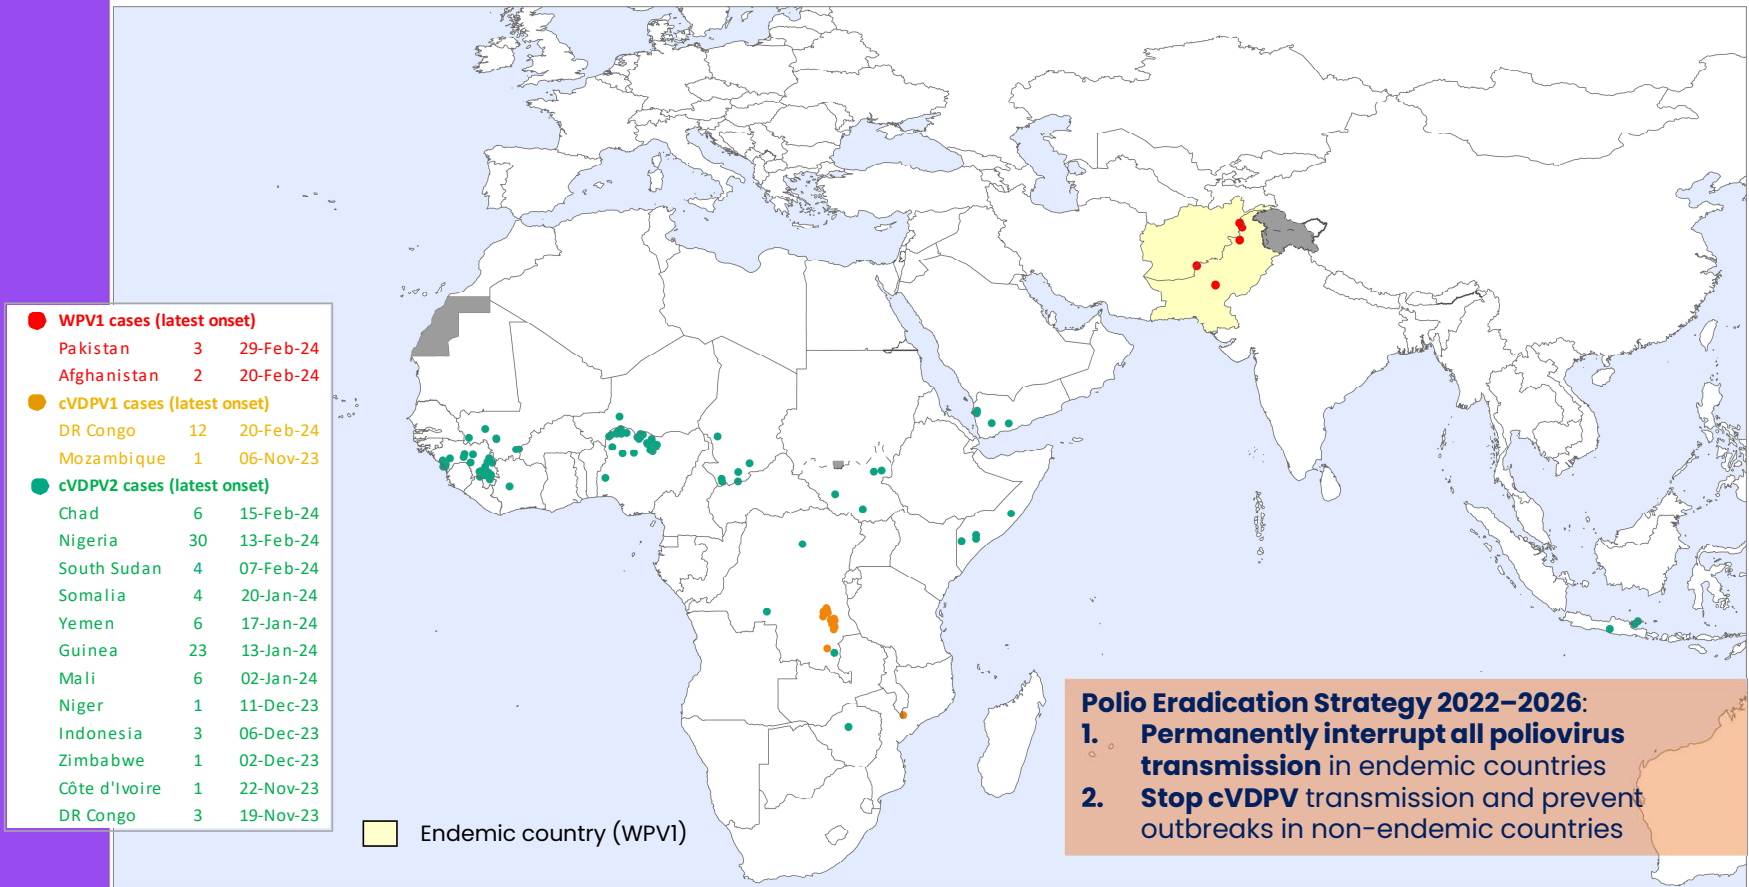 WPV1 cases (latest onset)
Pakistan 3 29-Feb-24
Afghanistan 2 20-Feb-24
cVDPV1 cases (latest onset)
DR Congo 12 20-Feb-24
Mozambique 1 06-Nov-23
cVDPV2 cases (latest onset)
Chad 6 15-Feb-24
Nigeria 30 13-Feb-24
South Sudan 4 07-Feb-24
Somalia 4 20-Jan-24
Yemen 6 17-Jan-24
Guinea 23 13-Jan-24
Mali 6 02-Jan-24
Niger 1 11-Dec-23
Indonesia 3 06-Dec-23
Zimbabwe 1 02-Dec-23
Côte d'Ivoire 1 22-Nov-23
DR Congo 3 19-Nov-23
Endemic country (WPV1)
Polio Eradication Strategy 2022–2026:
1. Permanently interrupt all poliovirus
transmission in endemic countries
2. Stop cVDPV transmission and prevent
outbreaks in non-endemic countries